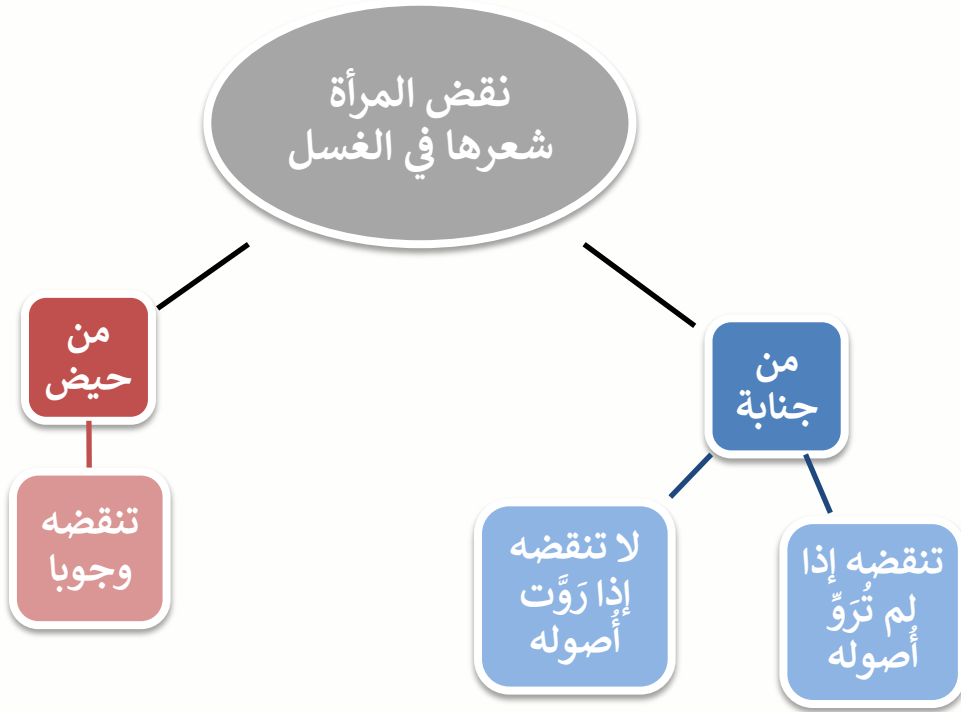 نقض المرأة
شعرها في الغسل
من
جنابة
تنقضه إذا
لم تُرَوِّ
أُصوله
لا تنقضه
إذا رَوَّت
أُصوله
من
حيض
تنقضه
وجوبا